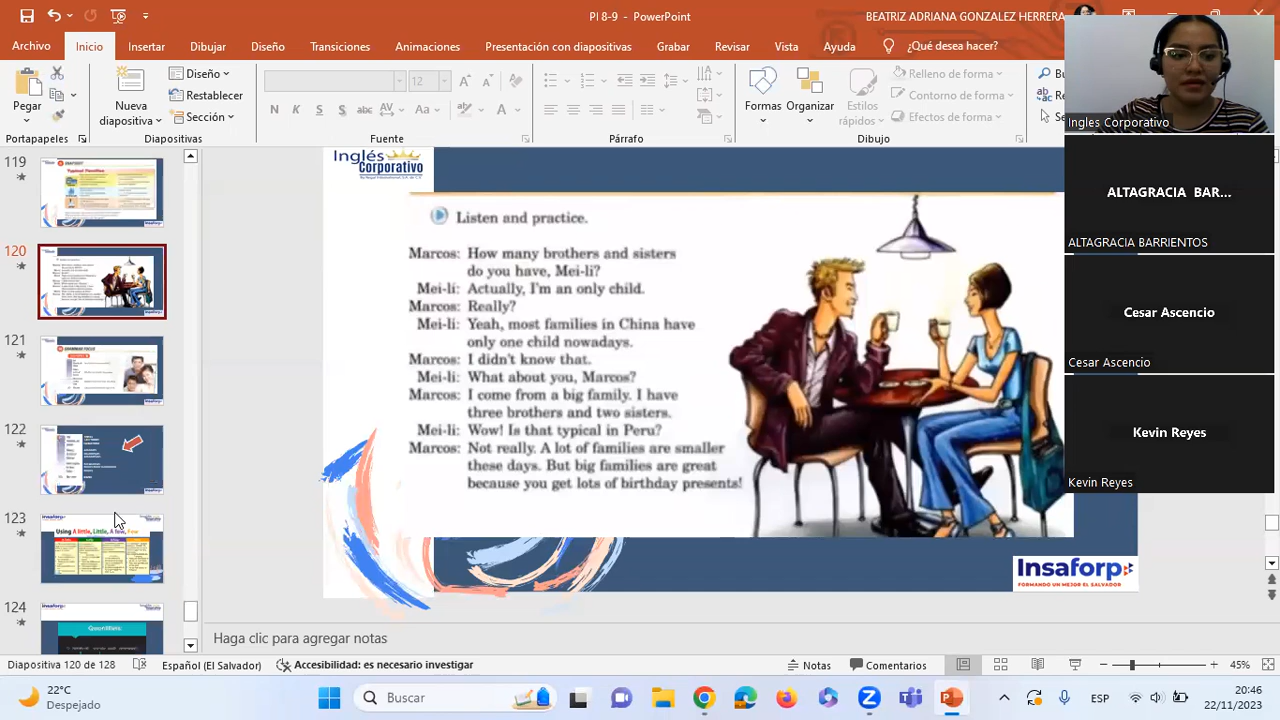 PI 8-9 - PowerPoint
BEATRIZ ADRIANA GONZALEZ HERRERA
Archivo Inicio Insertar Dibujar Diseño Transiciones Animaciones Presentación con diapositivas Grabar Revisar Vista Ayuda ¿Qué desea hacer?
Pegar
Nueva diapositiva
Diseño
Restablecer
Sección
12
N K S S abc AV Aa A
Formas
Organizar
Estilos rápidos
Relleno de forma
Contorno de forma
Efectos de forma
Portapapeles Diapositivas Fuente Párrafo Dibujo
Ingles Corporativo
ALTAGRACIA BAR...
ALTAGRACIA BARRIENTOS
Cesar Ascencio
Cesar Ascencio
Kevin Reyes
Kevin Reyes
119
120
121
122
123
Using A little, Little, A few, Few
124
Quantifiers
Inglés
Corporativo
Listen and practice.
Marcos: How many brothers and sisters
do you have, Mei-li?
Mei-li: Actually, I'm an only child.
Marcos: Really?
Mei-li: Yeah, most families in China have
only one child nowadays.
Marcos: I didn't know that.
Mei-li: What about you, Marcos?
Marcos: I come from a big family. I have
three brothers and two sisters.
Mei-li: Wow! Is that typical in Peru?
Marcos: Not really. A lot of families are smaller
these days. But big families are great
because you get lots of birthday presents!
Insaforp
FORMANDO UN MEJOR EL SALVADOR
Haga clic para agregar notas
Diapositiva 120 de 128 Español (El Salvador) Accesibilidad: es necesario investigar Notas Comentarios 45%
22°C
Despejado
Buscar
ESP
20:46
22/11/2023